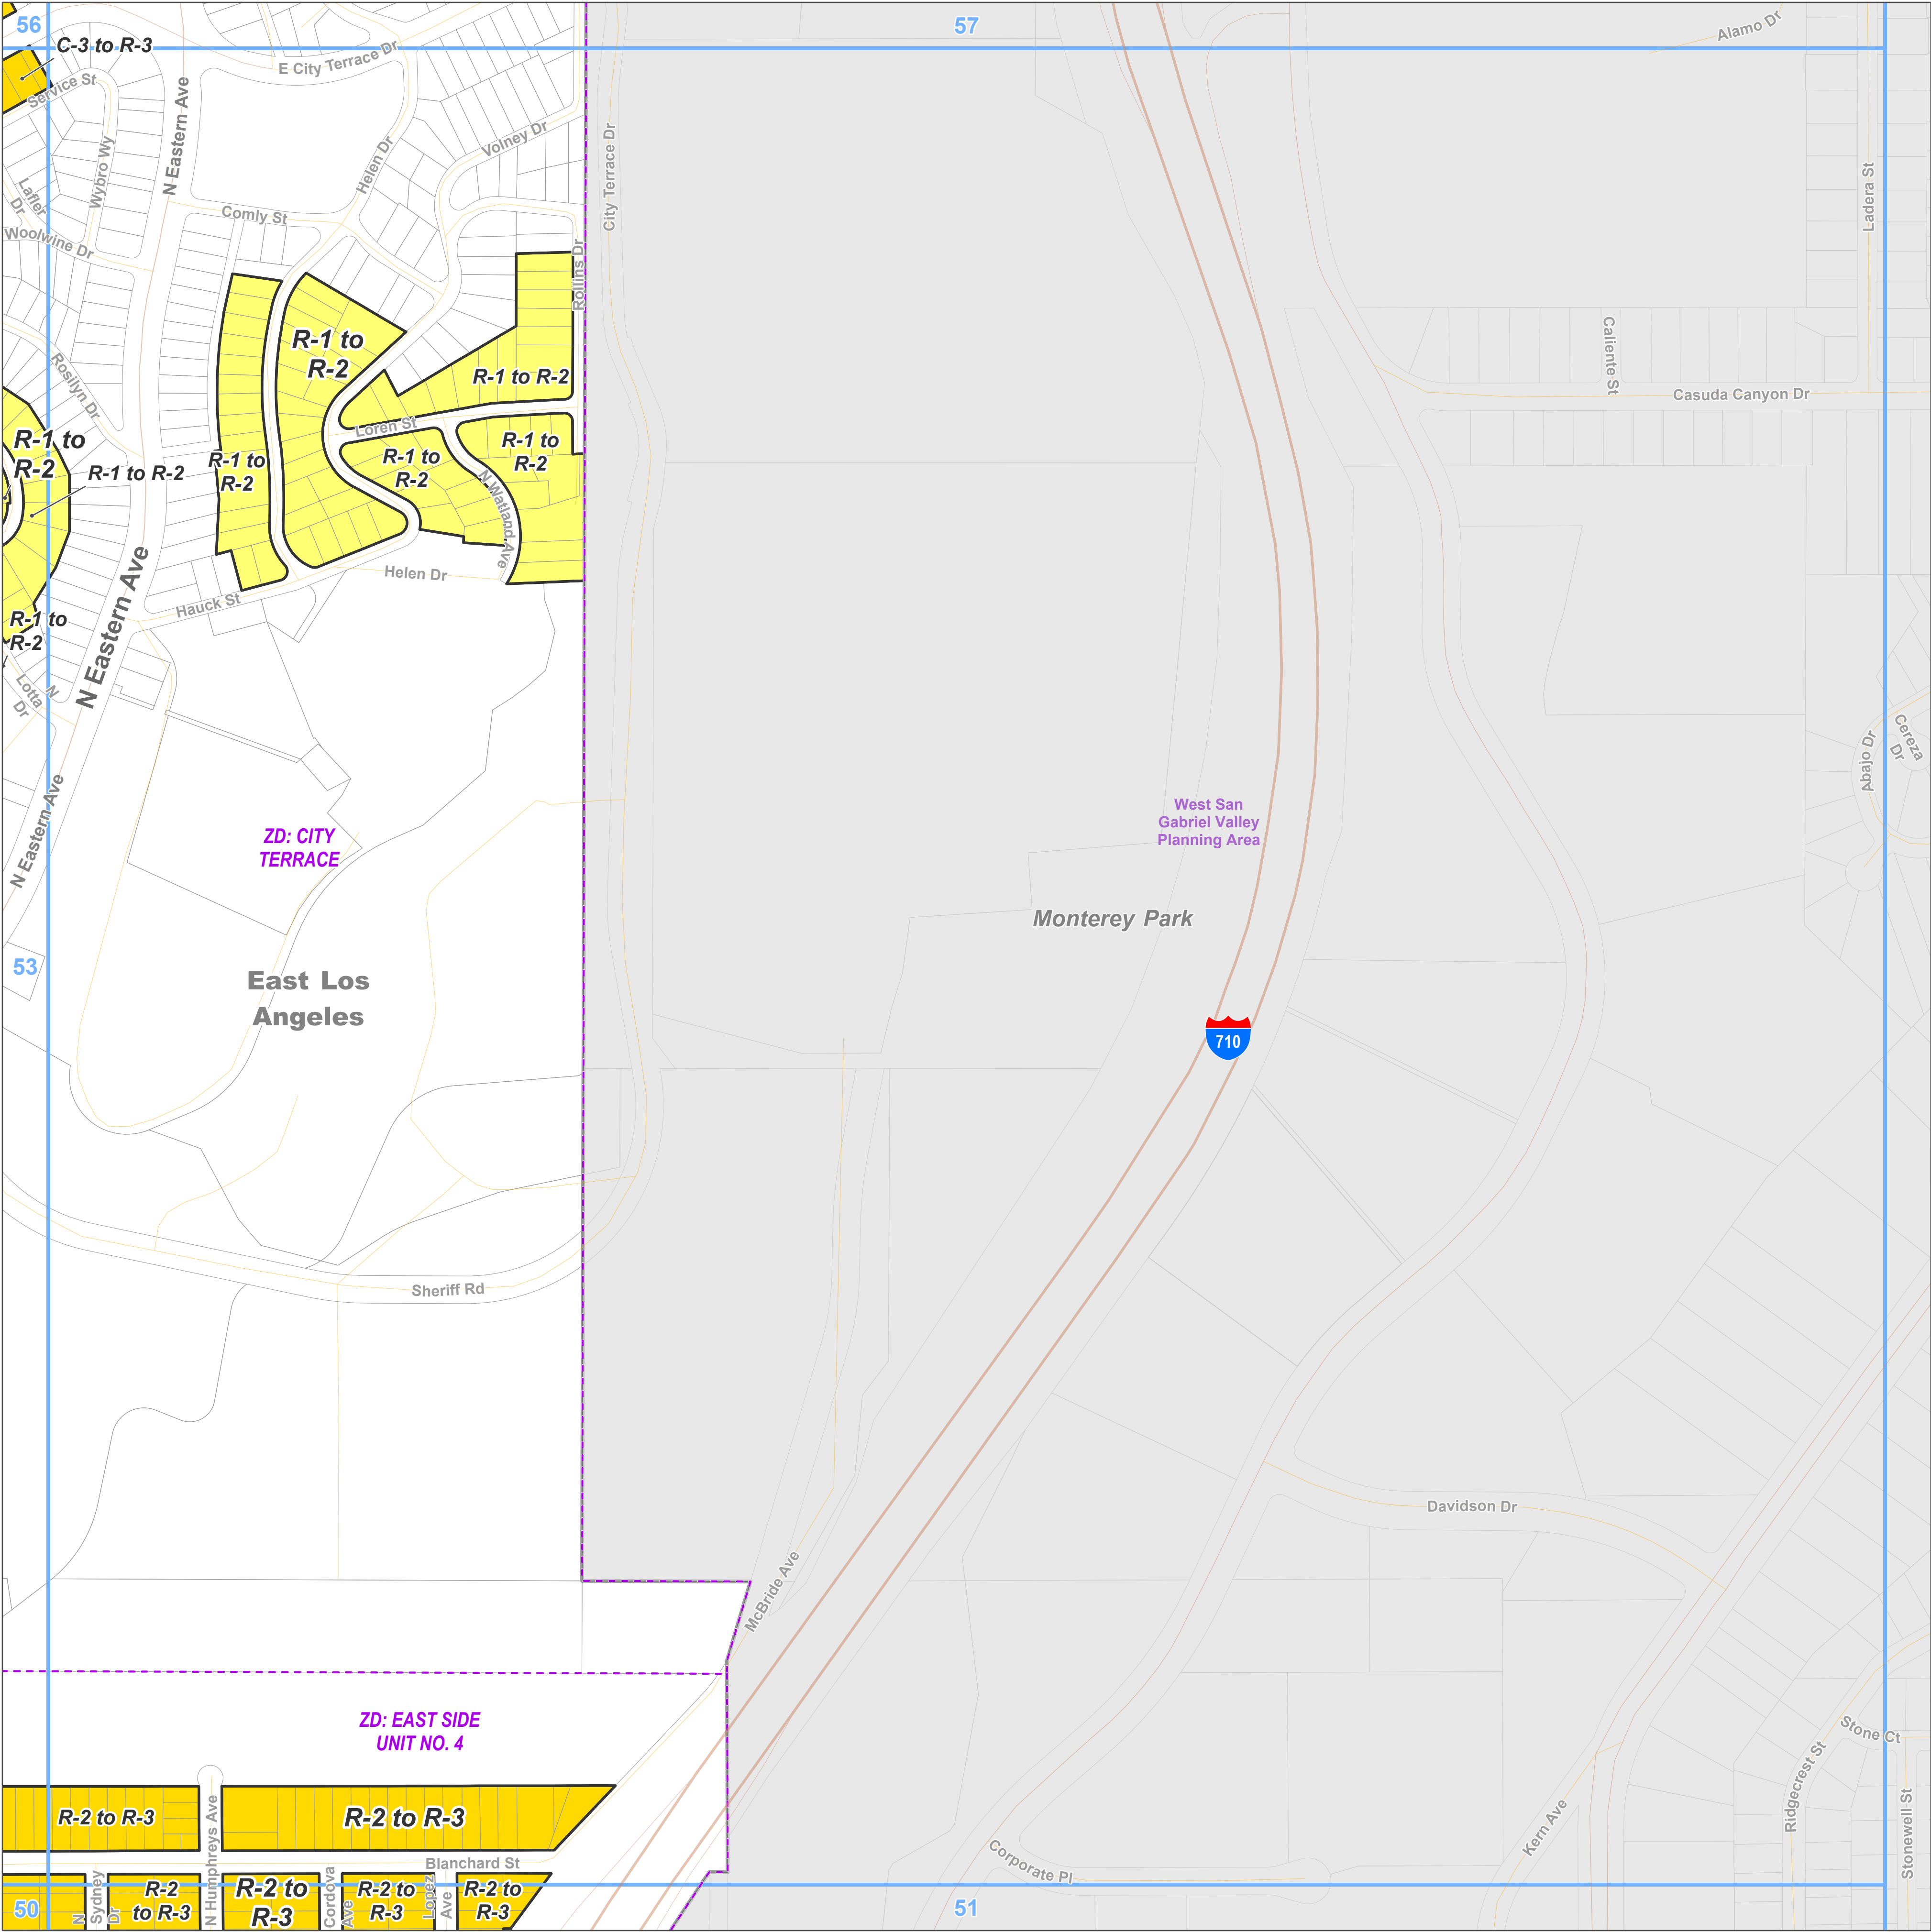 56
57
C-3 to R-3
E City Terrace Dr
Alamo Dr
Service St
N Eastern Ave
Wybro Wy
Helen Dr
Volney Dr
City Terrace Dr
Ladera St
Lafler
Dr
Comly St
Woolwine Dr
Rollins Dr
R-1 to
R-2
R-1 to R-2
Caliente St
Casuda Canyon Dr
Rosilyn Dr
Loren St
R-1 to
R-2
R-1 to R-2
R-1 to
R-2
R-1 to
R-2
R-1 to
R-2
N Watland Ave
N Eastern Ave
Helen Dr
Hauck St
R-1 to
R-2
N
Lotta
Dr
Cereza
Dr
Abajo Dr
N Eastern Ave
ZD: CITY
TERRACE
West San
Gabriel Valley
Planning Area
Monterey Park
53
East Los
Angeles
710
Sheriff Rd
Davidson Dr
McBride Ave
ZD: EAST SIDE
UNIT NO. 4
Stone Ct
Ridgecrest St
Stonewell St
Kern Ave
R-2 to R-3
R-2 to R-3
N Humphreys Ave
Blanchard St
Corporate Pl
50
N
Sydney
Dr
R-2
to R-3
R-2 to
R-3
Cordova
Ave
R-2 to
R-3
Lopez
Ave
R-2 to
R-3
51